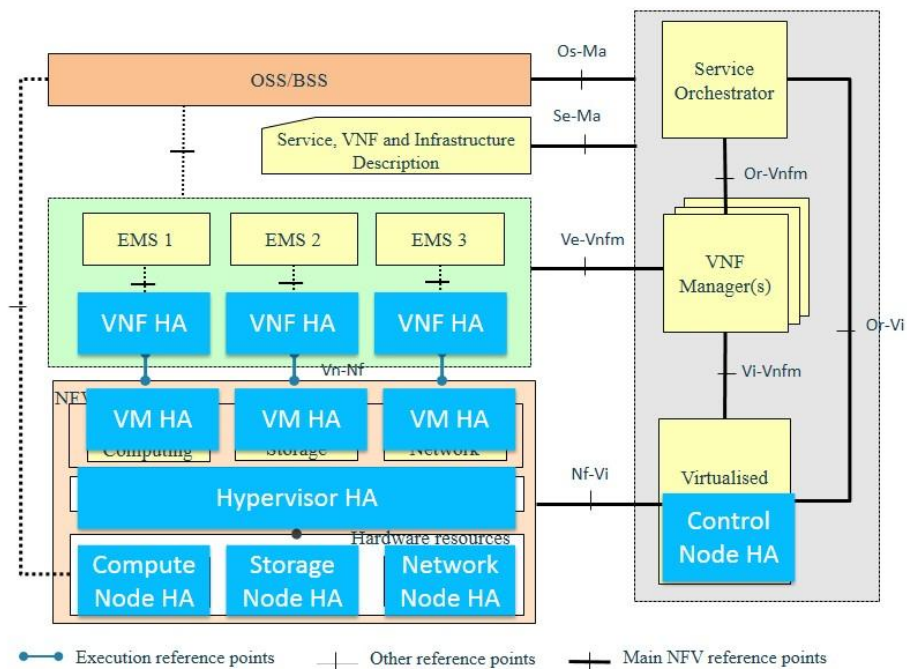 Os-Ma
OSS/BSS
Service
Orchestrator
Se-Ma
Service, VNF and Infrastructure
Description
Or-Vnfm
EMS 1
EMS 2
EMS 3
Ve-Vnfm
VNF
Manager(s)
VNF HA
VNF HA
VNF HA
Or-Vi
Vn-Nf
Vi-Vnfm
VM HA
VM HA
VM HA
Computing
Storage
Network
Nf-Vi
Virtualised
Hypervisor HA
Control
Node HA
Hardware resources
Compute
Node HA
Storage
Node HA
Network
Node HA
Execution reference points
Other reference points
Main NFV reference points